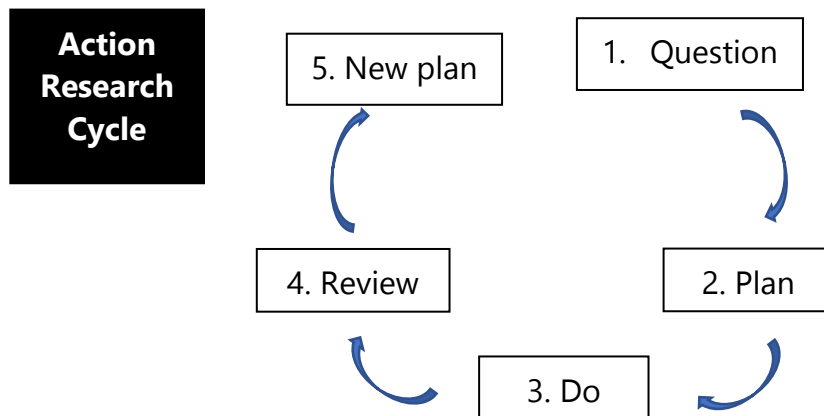 Action
Research
Cycle
1. Question
5. New plan
2. Plan
4. Review
3. Do